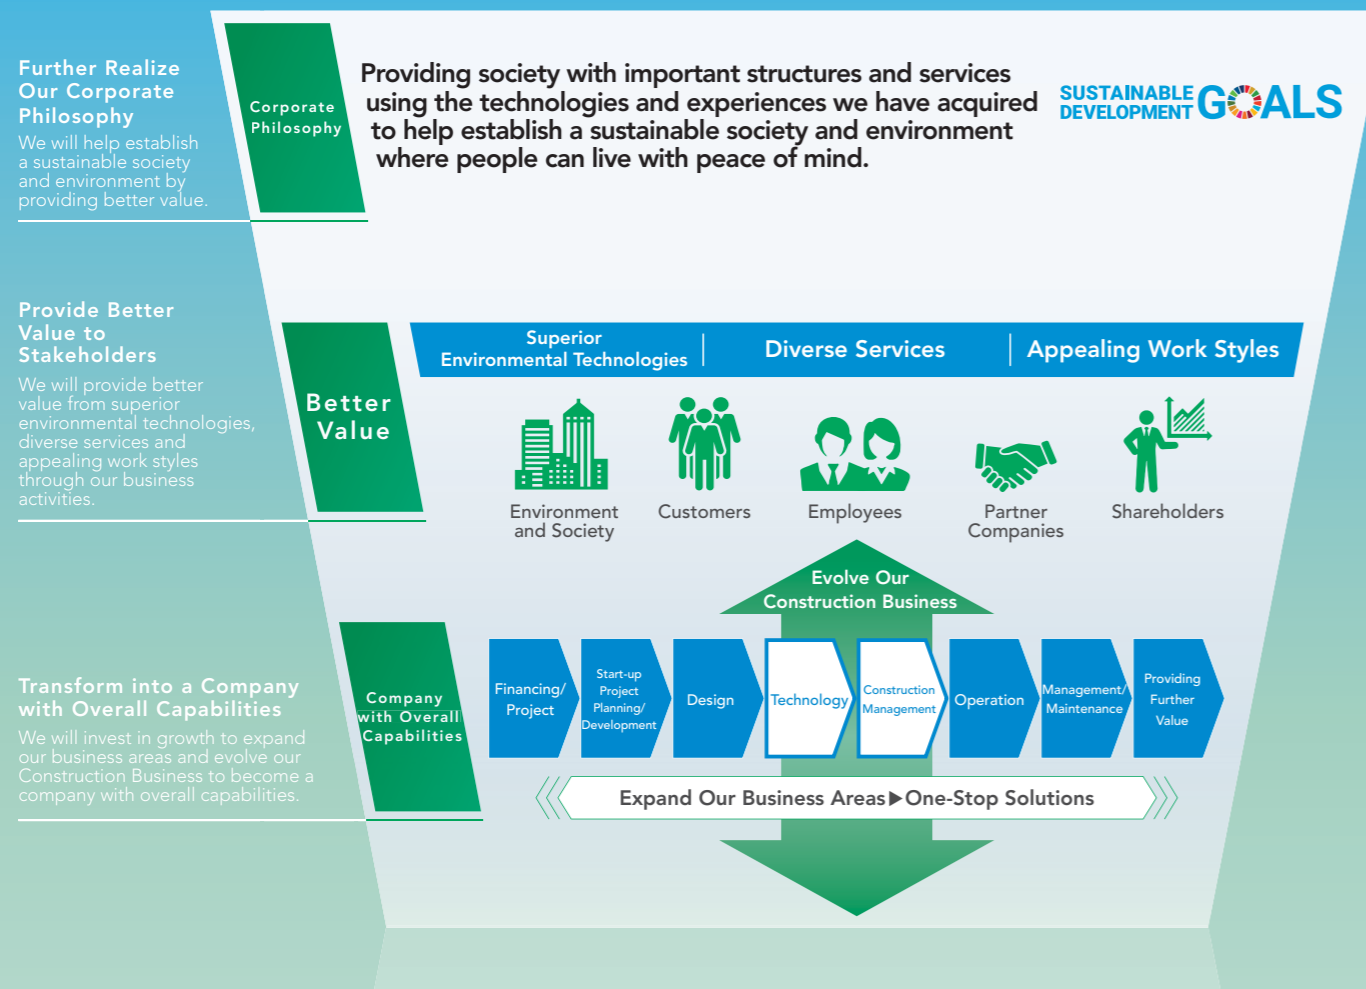 Further Realize
Our Corporate
Philosophy
We will help establish
a sustainable society
and environment by
providing better value.
Corporate
Philosophy
Providing society with important structures and services
using the technologies and experiences we have acquired
to help establish a sustainable society and environment
where people can live with peace of mind.
SUSTAINABLE
DEVELOPMENT
GOALS
Provide Better
Value to
Stakeholders
We will provide better
value from superior
environmental technologies,
diverse services and
appealing work styles
through our business
activities.
Better
Value
Superior
Environmental Technologies
Diverse Services
Appealing Work Styles
Environment
and Society
Customers
Employees
Partner
Companies
Shareholders
Evolve Our
Construction Business
Transform into a Company
with Overall Capabilities
We will invest in growth to expand
our business areas and evolve our
Construction Business to become a
company with overall capabilities.
Company
with Overall
Capabilities
Financing/
Project
Start-up
Project
Planning/
Development
Design
Technology
Construction
Management
Operation
Management/
Maintenance
Providing
Further
Value
Expand Our Business Areas▶One-Stop Solutions